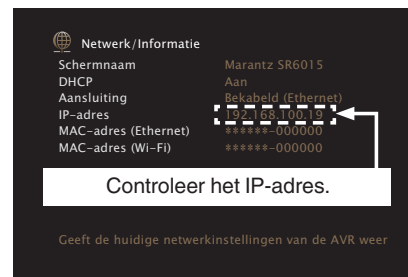 Netwerk/Informatie
Schermnaam Marantz SR6015
DHCP Aan
Aansluiting Bekabeld (Ethernet)
IP-adres 192.168.100.19
MAC-adres (Ethernet) ******-000000
MAC-adres (Wi-Fi) ******-000000
Controleer het IP-adres.
Geeft de huidige netwerkinstellingen van de AVR weer